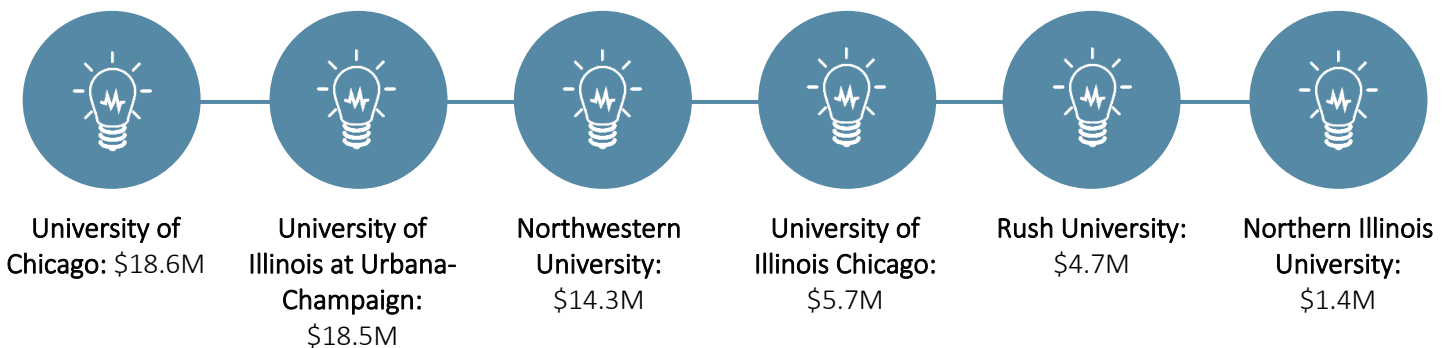 University of
Chicago: $18.6M
University of
Illinois at Urbana-
Champaign:
$18.5M
Northwestern
University:
$14.3M
University of
Illinois Chicago:
$5.7M
Rush University:
$4.7M
Northern Illinois
University:
$1.4M